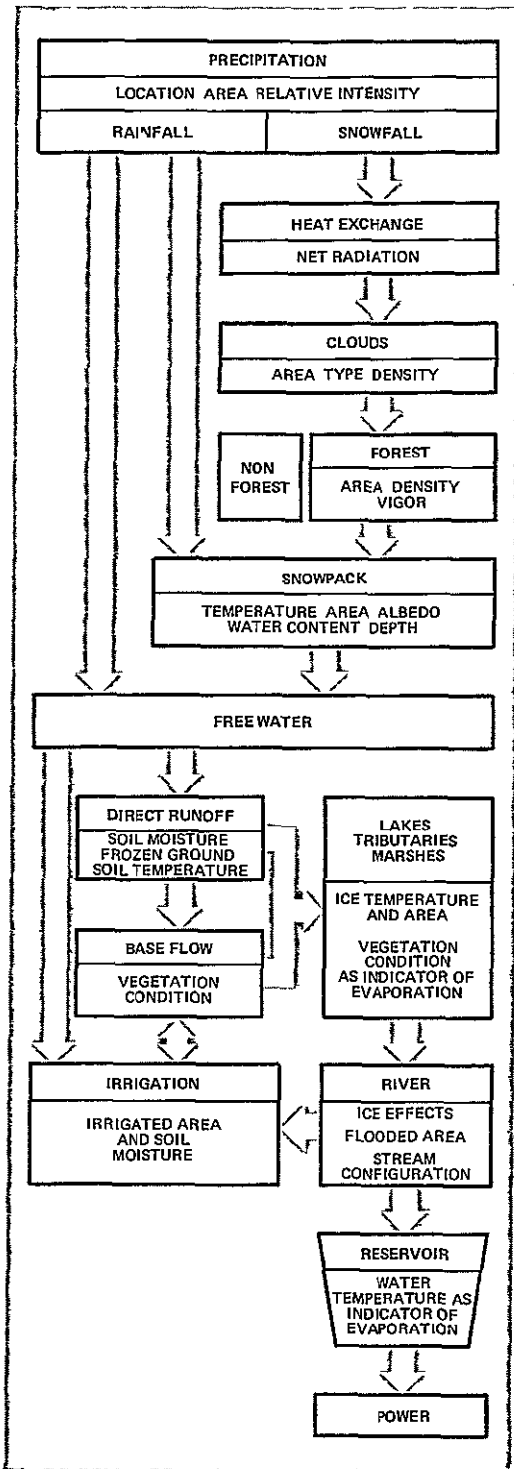 PRECIPITATION
LOCATION AREA RELATIVE INTENSITY
RAINFALL
SNOWFALL
HEAT EXCHANGE
NET RADIATION
CLOUDS
AREA TYPE DENSITY
NON
FOREST
FOREST
AREA DENSITY
VIGOR
SNOWPACK
TEMPERATURE AREA ALBEDO
WATER CONTENT DEPTH
FREE WATER
DIRECT RUNOFF
SOIL MOISTURE
FROZEN GROUND
SOIL TEMPERATURE
LAKES
TRIBUTARIES
MARSHES
ICE TEMPERATURE
AND AREA
VEGETATION
CONDITION
AS INDICATOR OF
EVAPORATION
BASE FLOW
VEGETATION
CONDITION
IRRIGATION
IRRIGATED AREA
AND SOIL
MOISTURE
RIVER
ICE EFFECTS
FLOODED AREA
STREAM
CONFIGURATION
RESERVOIR
WATER
TEMPERATURE AS
INDICATOR OF
EVAPORATION
POWER